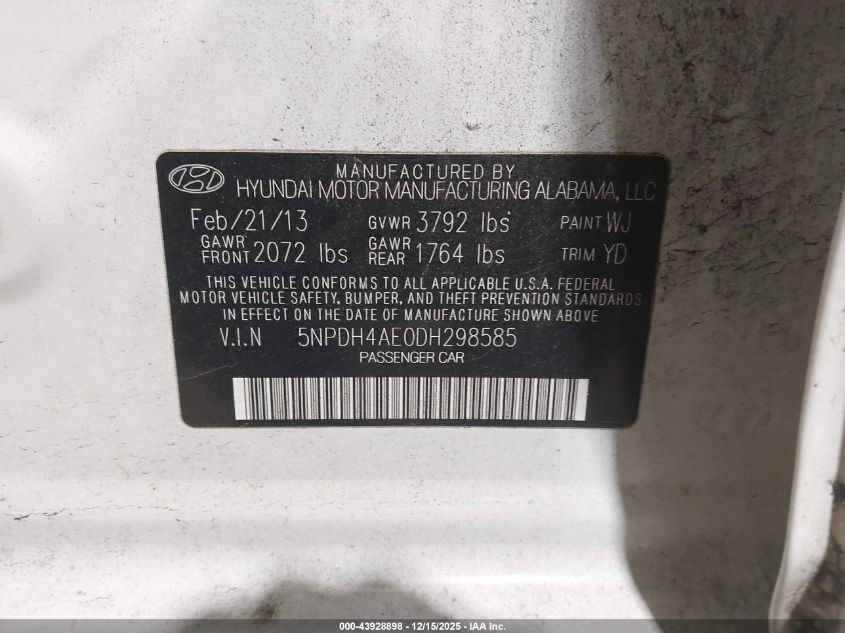 MANUFACTURED BY
HYUNDAI MOTOR MANUFACTURING ALABAMA, LLC
Feb/21/13 GVWR 3792 lbs PAINT WJ
GAWR FRONT 2072 lbs GAWR REAR 1764 lbs TRIM YD
THIS VEHICLE CONFORMS TO ALL APPLICABLE U.S.A. FEDERAL
MOTOR VEHICLE SAFETY, BUMPER, AND THEFT PREVENTION STANDARDS
IN EFFECT ON THE DATE OF MANUFACTURE SHOWN ABOVE
V.I.N 5NPDH4AE0DH298585
PASSENGER CAR
000-43928898 - 12/15/2025 - IAA Inc.